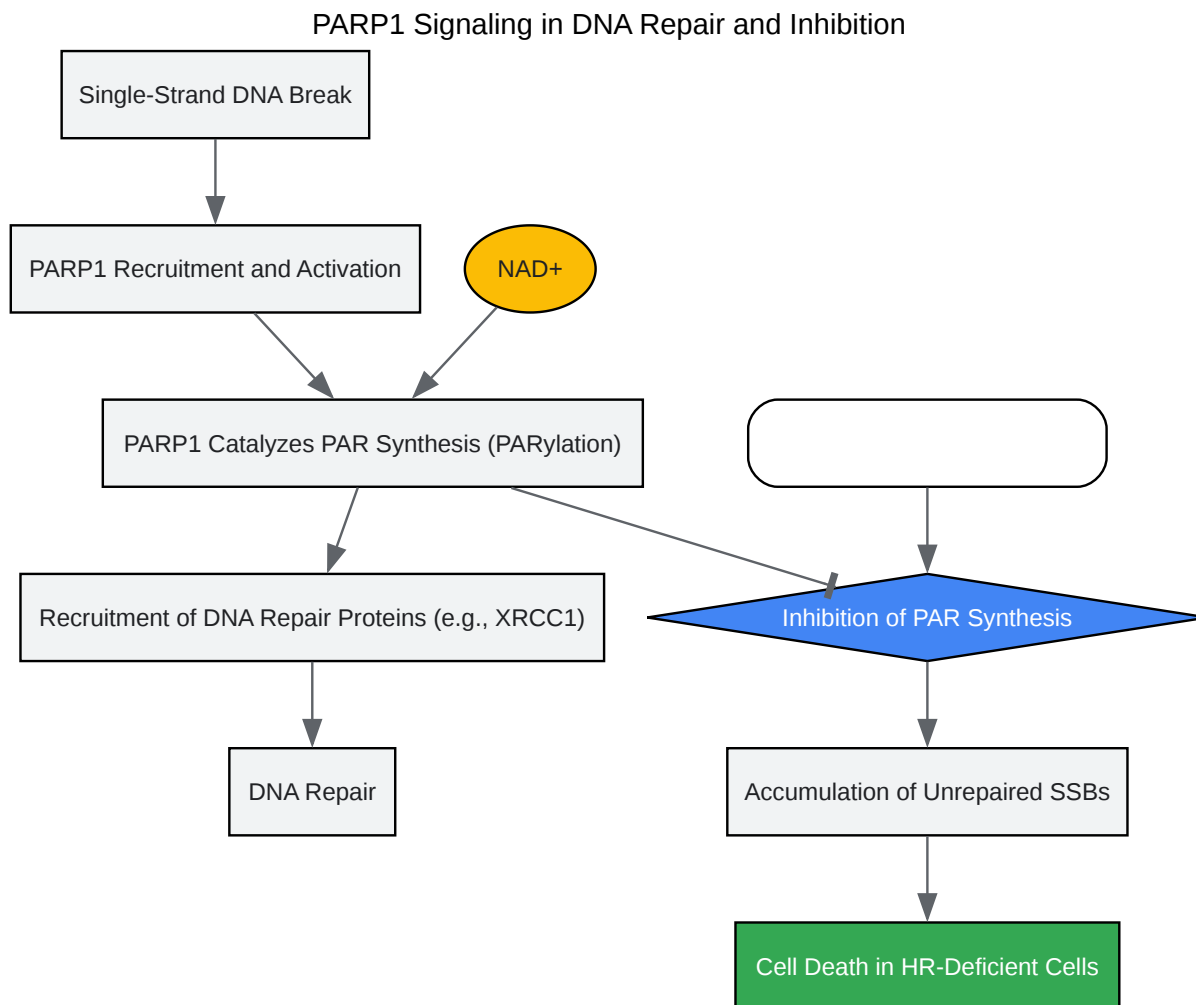 PARP1 Signaling in DNA Repair and Inhibition
Single-Strand DNA Break
PARP1 Recruitment and Activation
NAD+
PARP1 Catalyzes PAR Synthesis (PARylation)
Recruitment of DNA Repair Proteins (e.g., XRCC1)
Inhibition of PAR Synthesis
DNA Repair
Accumulation of Unrepaired SSBs
Cell Death in HR-Deficient Cells